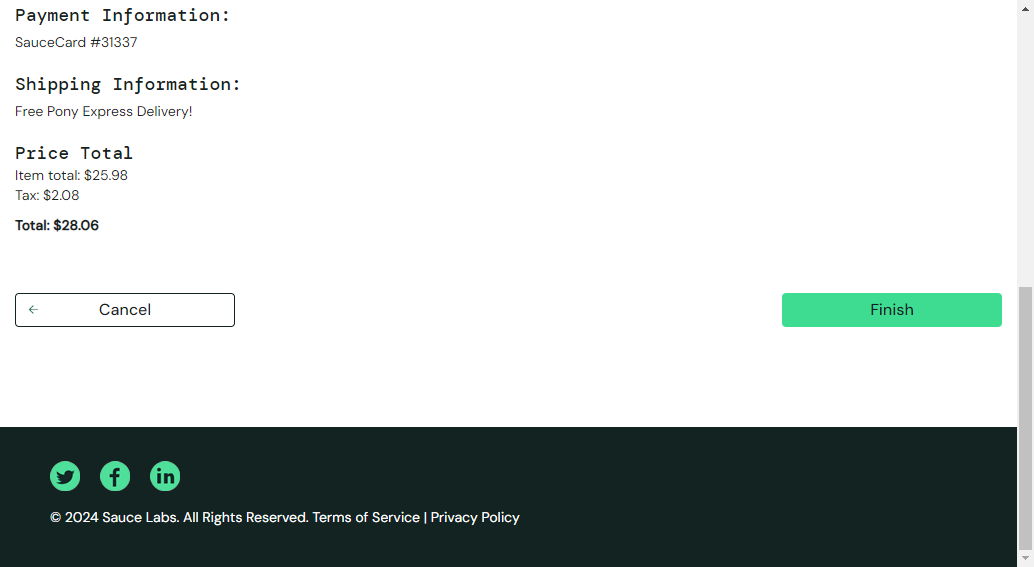 Payment Information:
SauceCard #31337
Shipping Information:
Free Pony Express Delivery!
Price Total
Item total: $25.98
Tax: $2.08
Total: $28.06
Cancel
Finish
© 2024 Sauce Labs. All Rights Reserved. Terms of Service | Privacy Policy